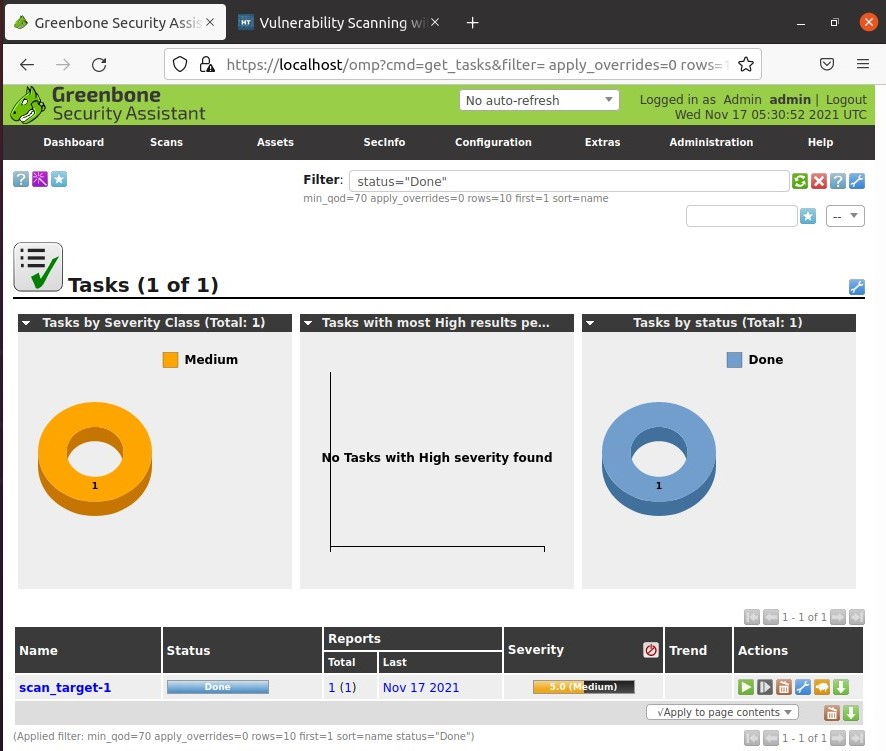 Greenbone Security Assis
Vulnerability Scanning wi
https://localhost/omp?cmd=get_tasks&filter= apply_overrides=0 rows=1
Greenbone
Security Assistant
No auto-refresh
Logged in as Admin admin | Logout
Wed Nov 17 05:30:52 2021 UTC
Dashboard Scans Assets SecInfo Configuration Extras Administration Help
Filter: status="Done"
min_qod=70 apply_overrides=0 rows=10 first=1 sort=name
--
Tasks (1 of 1)
Tasks by Severity Class (Total: 1)
Medium
1
Tasks with most High results pe...
No Tasks with High severity found
Tasks by status (Total: 1)
Done
1
1 - 1 of 1
Name Status Reports Severity Trend Actions
Total Last
scan_target-1 Done 1 (1) Nov 17 2021 5.0 (Medium)
√Apply to page contents
(Applied filter: min_qod=70 apply_overrides=0 rows=10 first=1 sort=name status="Done")
1 - 1 of 1